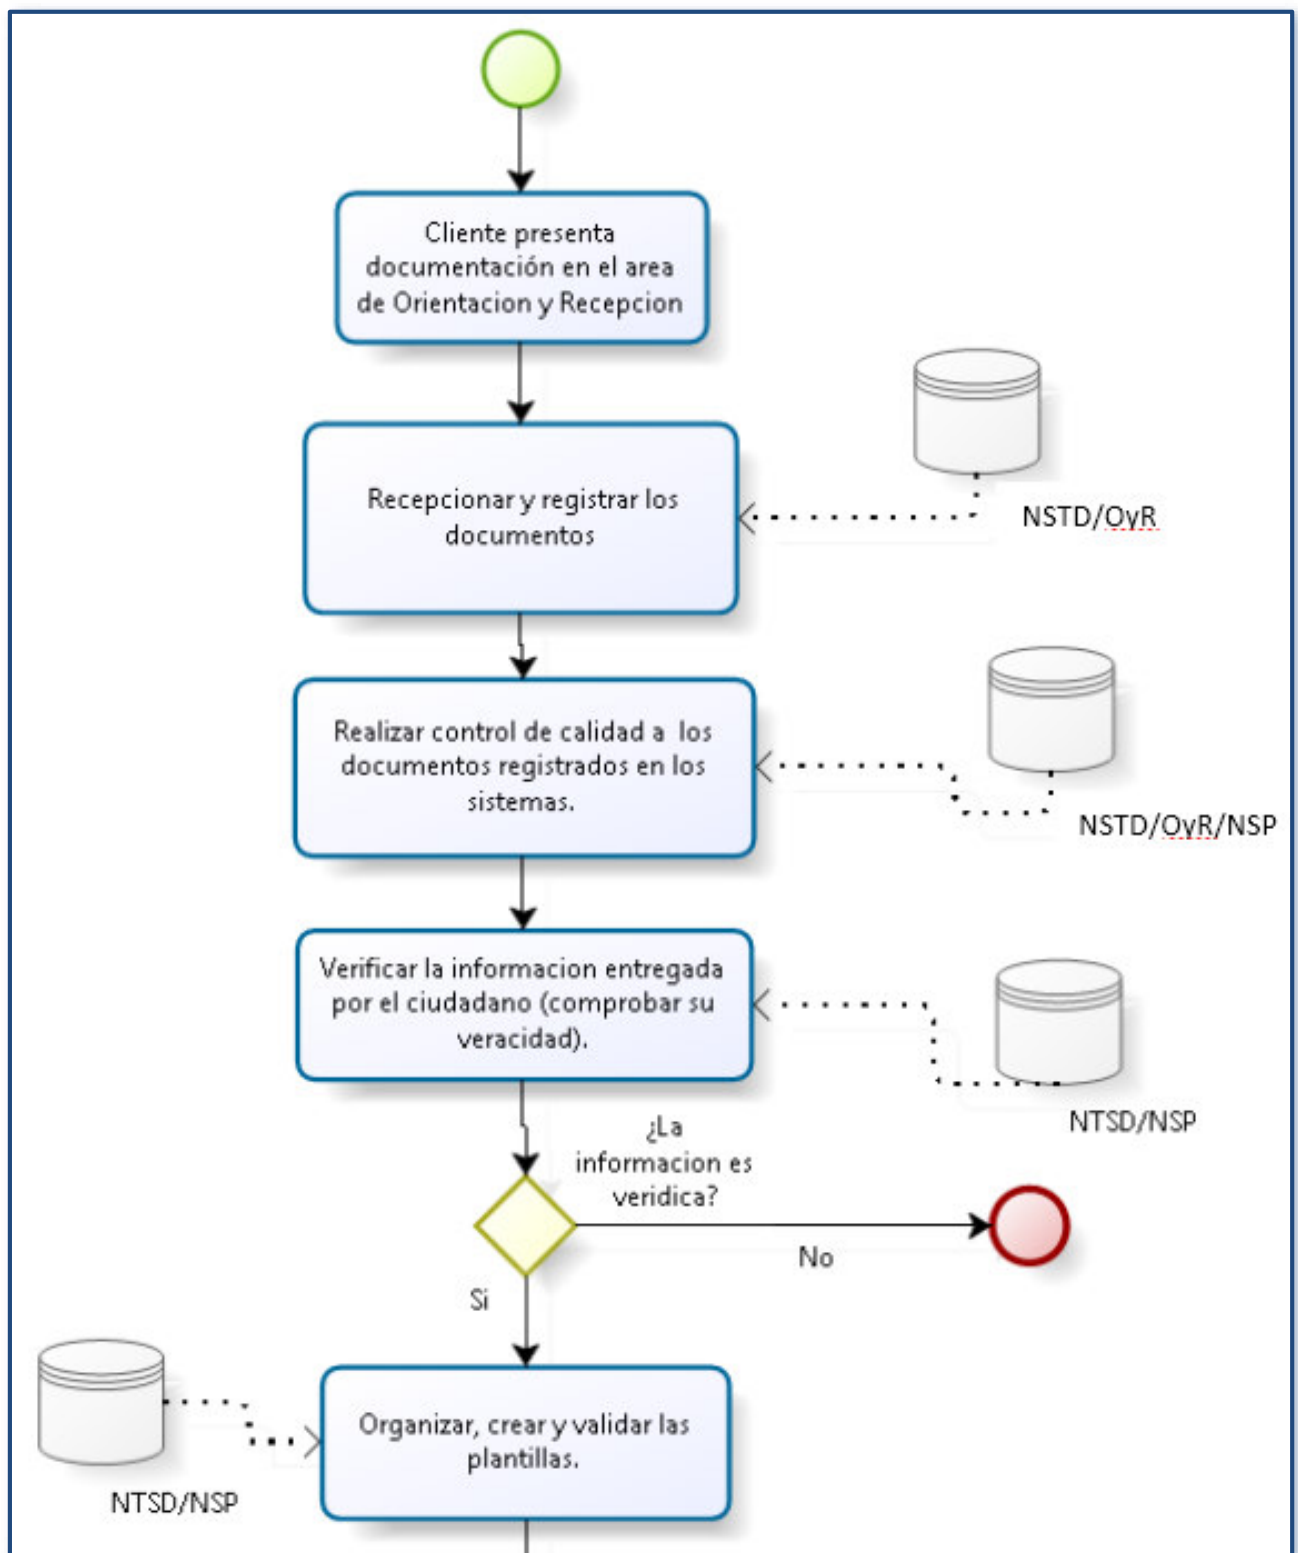 Cliente presenta
documentación en el area
de Orientacion y Recepcion
Recepcionar y registrar los
documentos
NSTD/OyR
Realizar control de calidad a los
documentos registrados en los
sistemas.
NSTD/OyR/NSP
Verificar la informacion entregada
por el ciudadano (comprobar su
veracidad).
NTSD/NSP
¿La
informacion es
veridica?
No
Si
Organizar, crear y validar las
plantillas.
NTSD/NSP